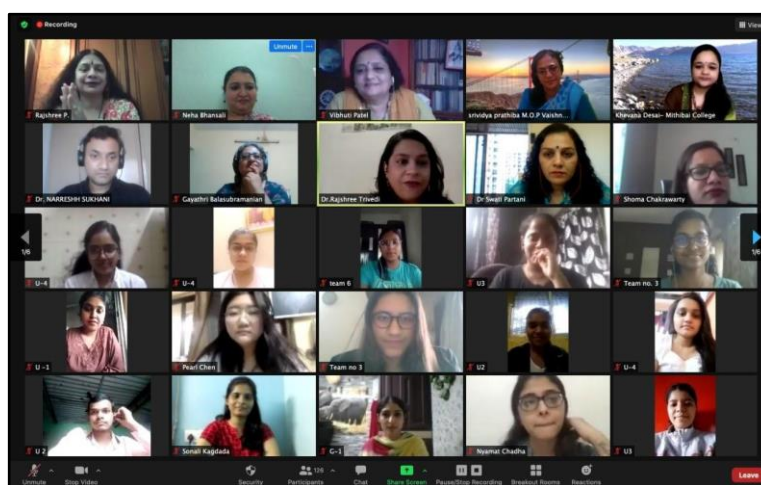 Recording
View
Unmute ...
Rajshree P.
Neha Bhansali
Vibhuti Patel
srividya prathiba M.O.P Vaishn...
Khevana Desai- Mithibai College
Dr. NARRESHH SUKHANI
Gayathri Balasubramanian
Dr.Rajshree Trivedi
Dr Swati Partani
Shoma Chakrawarty
1/6
1/6
U-4
U-4
team 6
U3
Team no. 3
U -1
Pearl Chen
Team no 3
U2
U-4
U 2
Sonali Kagdada
G-1
Nyamat Chadha
U3
Unmute
Stop Video
Security
Participants
126
Chat
Share Screen
Pause/Stop Recording
Breakout Rooms
Reactions
Leave